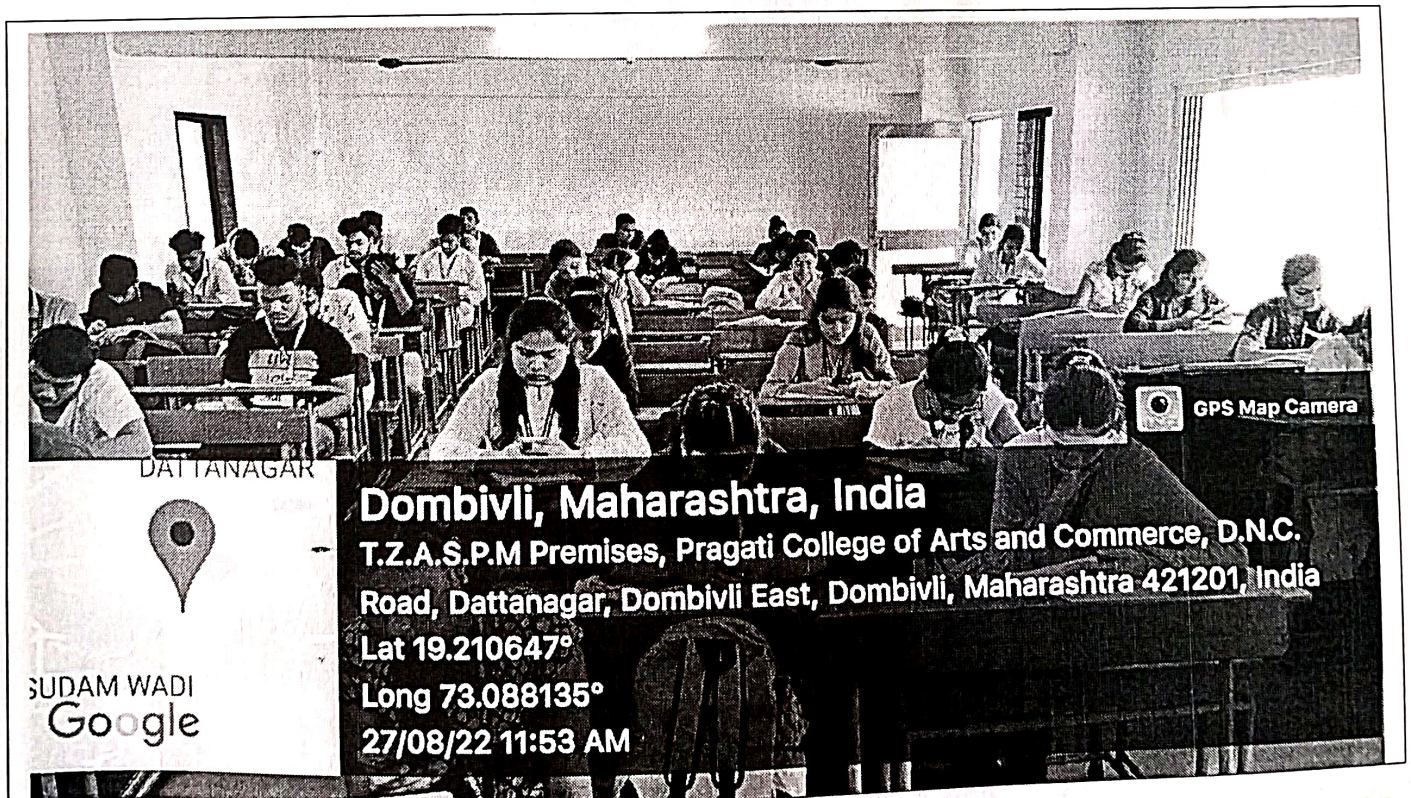 GPS Map Camera
DATTANAGAR
SUDAM WADI
Google
Dombivli, Maharashtra, India
T.Z.A.S.P.M Premises, Pragati College of Arts and Commerce, D.N.C.
Road, Dattanagar, Dombivli East, Dombivli, Maharashtra 421201, India
Lat 19.210647°
Long 73.088135°
27/08/22 11:53 AM